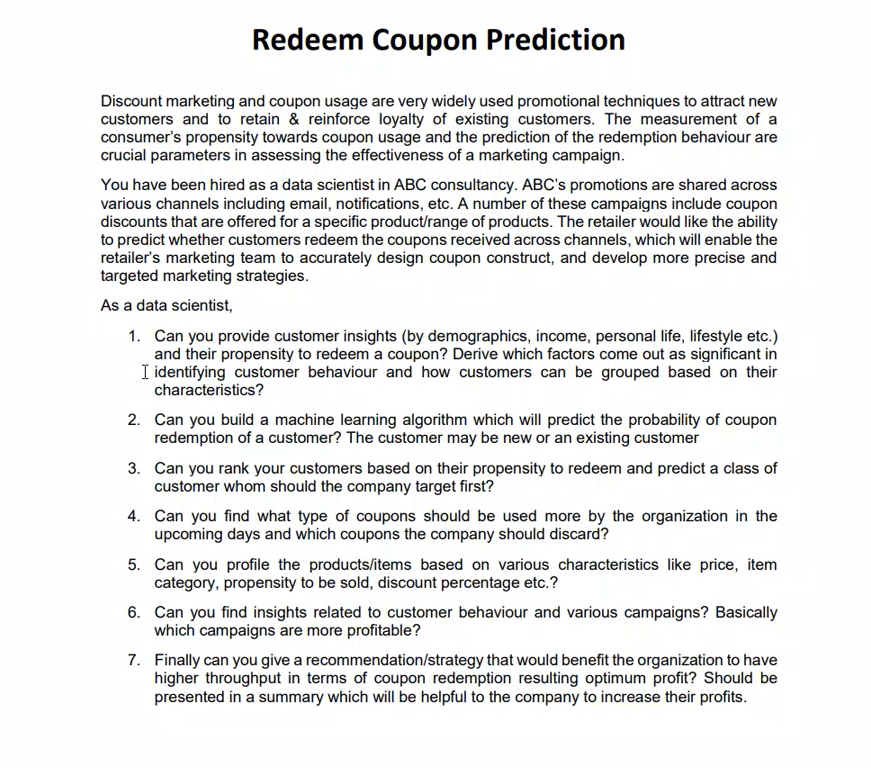 Redeem Coupon Prediction
Discount marketing and coupon usage are very widely used promotional techniques to attract new
customers and to retain & reinforce loyalty of existing customers. The measurement of a
consumer's propensity towards coupon usage and the prediction of the redemption behaviour are
crucial parameters in assessing the effectiveness of a marketing campaign.
You have been hired as a data scientist in ABC consultancy. ABC's promotions are shared across
various channels including email, notifications, etc. A number of these campaigns include coupon
discounts that are offered for a specific product/range of products. The retailer would like the ability
to predict whether customers redeem the coupons received across channels, which will enable the
retailer's marketing team to accurately design coupon construct, and develop more precise and
targeted marketing strategies.
As a data scientist,
1. Can you provide customer insights (by demographics, income, personal life, lifestyle etc.)
and their propensity to redeem a coupon? Derive which factors come out as significant in
identifying customer behaviour and how customers can be grouped based on their
characteristics?
2. Can you build a machine learning algorithm which will predict the probability of coupon
redemption of a customer? The customer may be new or an existing customer
3. Can you rank your customers based on their propensity to redeem and predict a class of
customer whom should the company target first?
4. Can you find what type of coupons should be used more by the organization in the
upcoming days and which coupons the company should discard?
5. Can you profile the products/items based on various characteristics like price, item
category, propensity to be sold, discount percentage etc.?
6. Can you find insights related to customer behaviour and various campaigns? Basically
which campaigns are more profitable?
7. Finally can you give a recommendation/strategy that would benefit the organization to have
higher throughput in terms of coupon redemption resulting optimum profit? Should be
presented in a summary which will be helpful to the company to increase their profits.